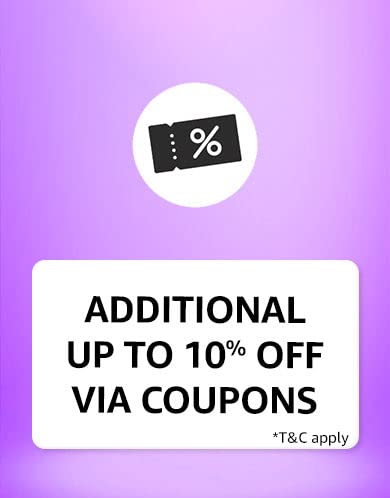 %
ADDITIONAL
UP TO 10% OFF
VIA COUPONS
*T&C apply